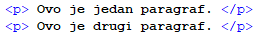 <p> Ovo je jedan paragraf. </p>
<p> Ovo je drugi paragraf. </p>